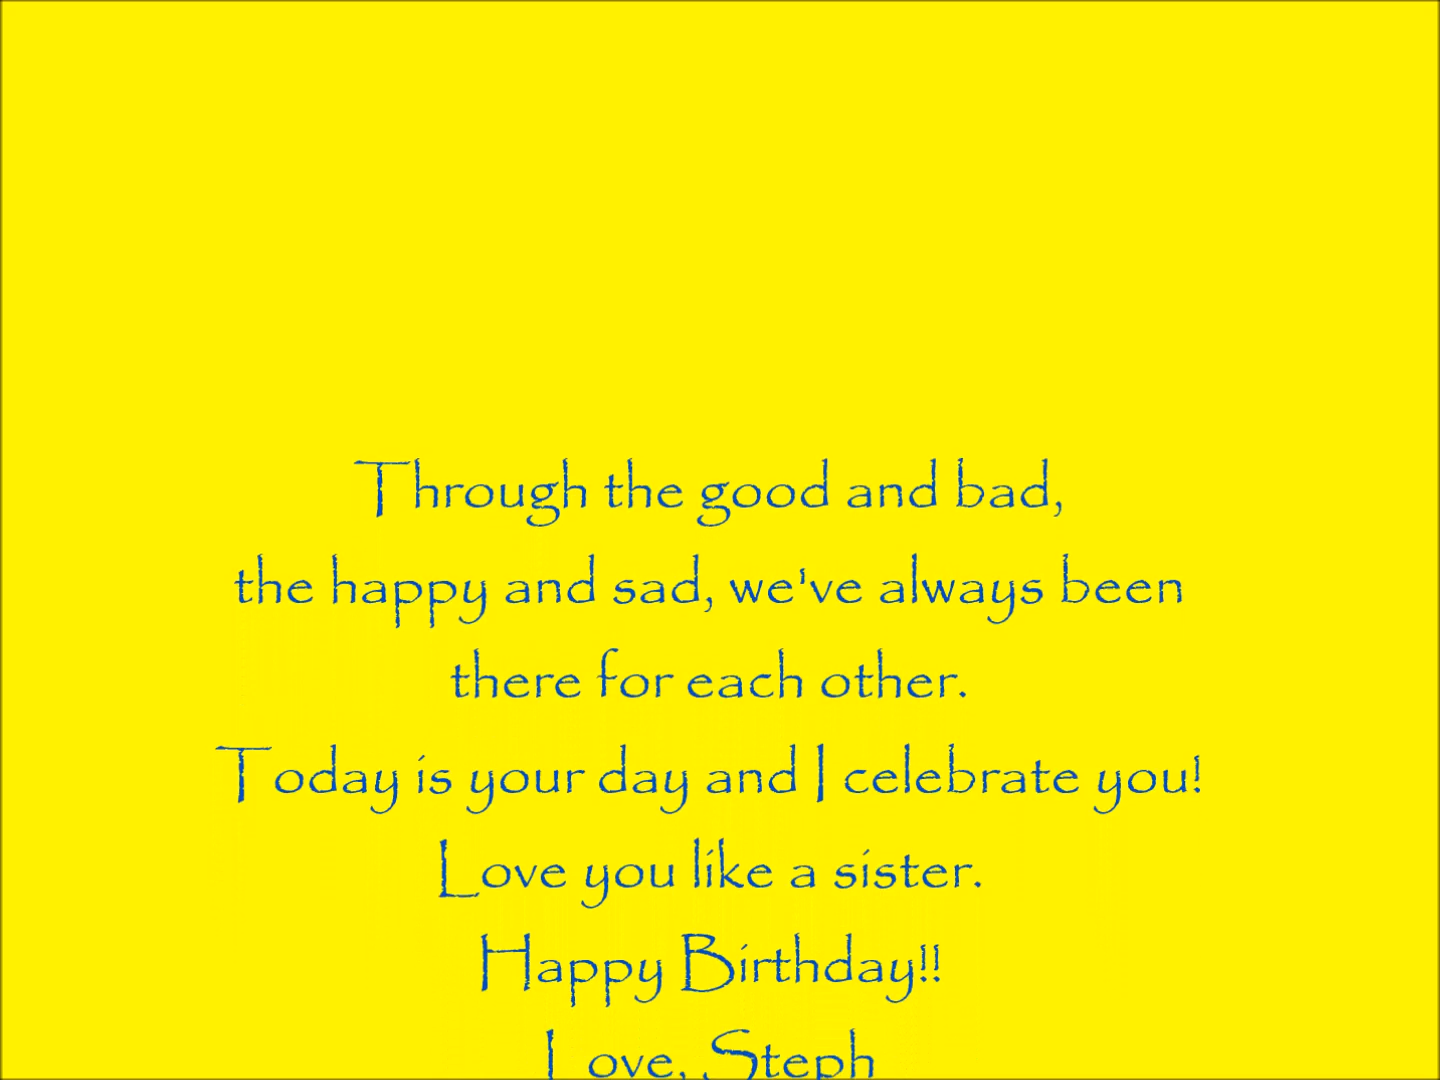 Through the good and bad,
the happy and sad, we've always been
there for each other.
Today is your day and I celebrate you!
Love you like a sister.
Happy Birthday!!
Love, Steph